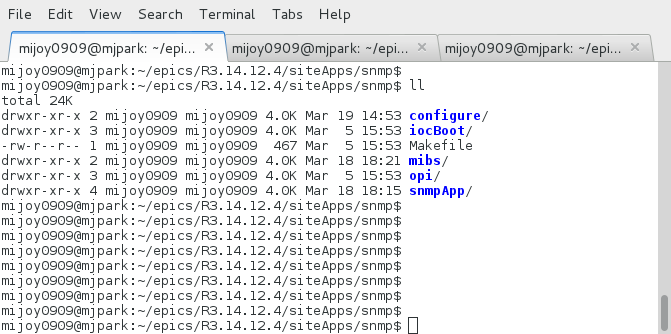 File Edit View Search Terminal Tabs Help
mijoy0909@mjpark: ~/epi... × mijoy0909@mjpark: ~/epi... × mijoy0909@mjpark: ~/epi... ×
mijoy0909@mjpark:~/epics/R3.14.12.4/siteApps/snmp$
mijoy0909@mjpark:~/epics/R3.14.12.4/siteApps/snmp$ ll
total 24K
drwxr-xr-x 2 mijoy0909 mijoy0909 4.0K Mar 19 14:53 configure/
drwxr-xr-x 3 mijoy0909 mijoy0909 4.0K Mar  5 15:53 iocBoot/
-rw-r--r-- 1 mijoy0909 mijoy0909  467 Mar  5 15:53 Makefile
drwxr-xr-x 2 mijoy0909 mijoy0909 4.0K Mar 18 18:21 mibs/
drwxr-xr-x 3 mijoy0909 mijoy0909 4.0K Mar  5 15:53 opi/
drwxr-xr-x 4 mijoy0909 mijoy0909 4.0K Mar 18 18:15 snmpApp/
mijoy0909@mjpark:~/epics/R3.14.12.4/siteApps/snmp$
mijoy0909@mjpark:~/epics/R3.14.12.4/siteApps/snmp$
mijoy0909@mjpark:~/epics/R3.14.12.4/siteApps/snmp$
mijoy0909@mjpark:~/epics/R3.14.12.4/siteApps/snmp$
mijoy0909@mjpark:~/epics/R3.14.12.4/siteApps/snmp$
mijoy0909@mjpark:~/epics/R3.14.12.4/siteApps/snmp$
mijoy0909@mjpark:~/epics/R3.14.12.4/siteApps/snmp$
mijoy0909@mjpark:~/epics/R3.14.12.4/siteApps/snmp$
mijoy0909@mjpark:~/epics/R3.14.12.4/siteApps/snmp$